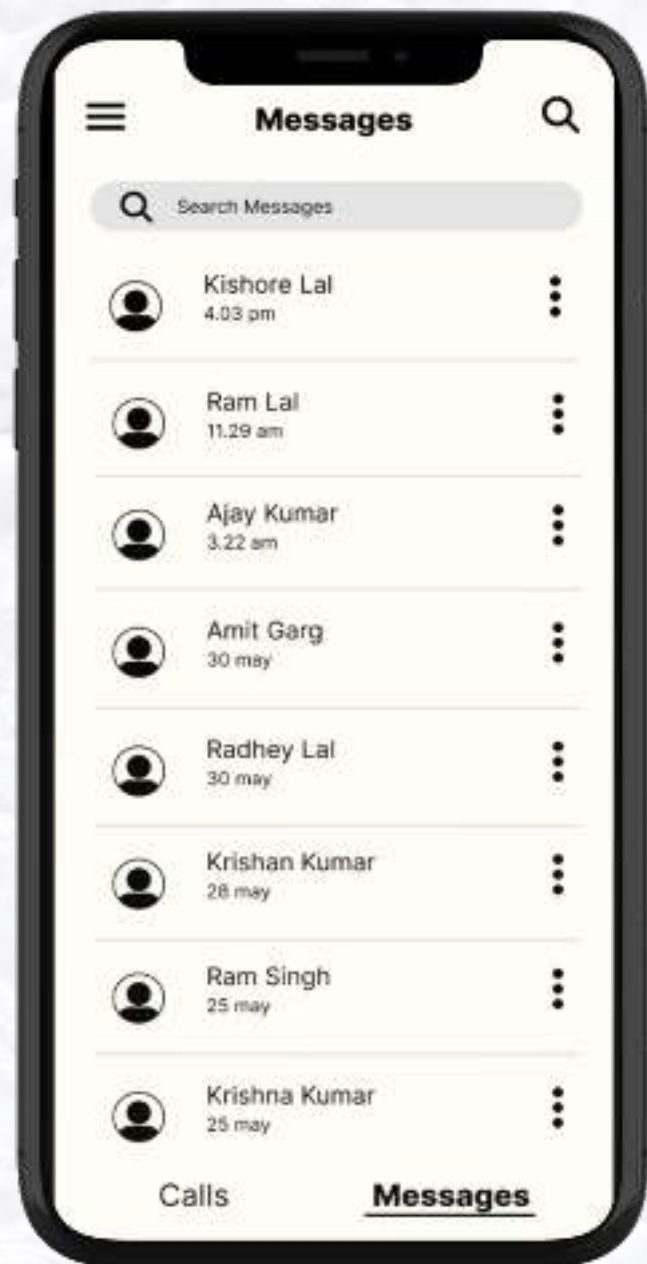 Messages
Search Messages
Kishore Lal
4.03 pm
Ram Lal
11.29 am
Ajay Kumar
3.22 am
Amit Garg
30 may
Radhey Lal
30 may
Krishan Kumar
28 may
Ram Singh
25 may
Krishna Kumar
25 may
Calls Messages